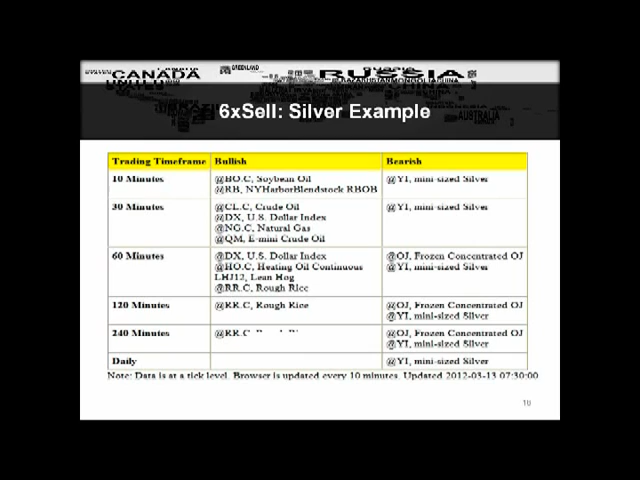 CANADA
GREENLAND
RUSSIA
AUSTRALIA
6xSell: Silver Example
Trading Timeframe Bullish Bearish
10 Minutes @BO.C, Soybean Oil @YI, mini-sized Silver
@RB, NYHarborBlendstock RBOB
30 Minutes @CL.C, Crude Oil @YI, mini-sized Silver
@DX, U.S. Dollar Index
@NG.C, Natural Gas
@QM, E-mini Crude Oil
60 Minutes @DX, U.S. Dollar Index @OJ, Frozen Concentrated OJ
@HO.C, Heating Oil Continuous @YI, mini-sized Silver
LHJ12, Lean Hog
@RR.C, Rough Rice
120 Minutes @RR.C, Rough Rice @OJ, Frozen Concentrated OJ
@YI, mini-sized Silver
240 Minutes @RR.C @OJ, Frozen Concentrated OJ
@YI, mini-sized Silver
Daily @YI, mini-sized Silver
Note: Data is at a tick level. Browser is updated every 10 minutes. Updated 2012-03-13 07:30:00